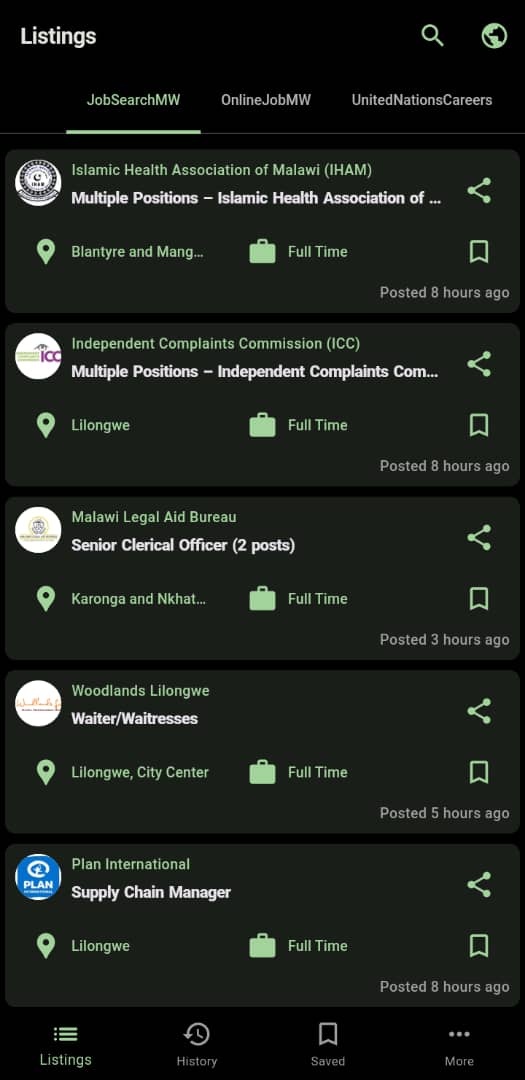 Listings
JobSearchMW OnlineJobMW UnitedNationsCareers
Islamic Health Association of Malawi (IHAM)
Multiple Positions – Islamic Health Association of ...
Blantyre and Mang... Full Time
Posted 8 hours ago
ICC
Independent Complaints Commission (ICC)
Multiple Positions – Independent Complaints Com...
Lilongwe Full Time
Posted 8 hours ago
Malawi Legal Aid Bureau
Senior Clerical Officer (2 posts)
Karonga and Nkhat... Full Time
Posted 3 hours ago
Woodlands Lilongwe
Waiter/Waitresses
Lilongwe, City Center Full Time
Posted 5 hours ago
Plan International
PLAN
INTERNATIONAL
Supply Chain Manager
Lilongwe Full Time
Posted 8 hours ago
Listings History Saved More